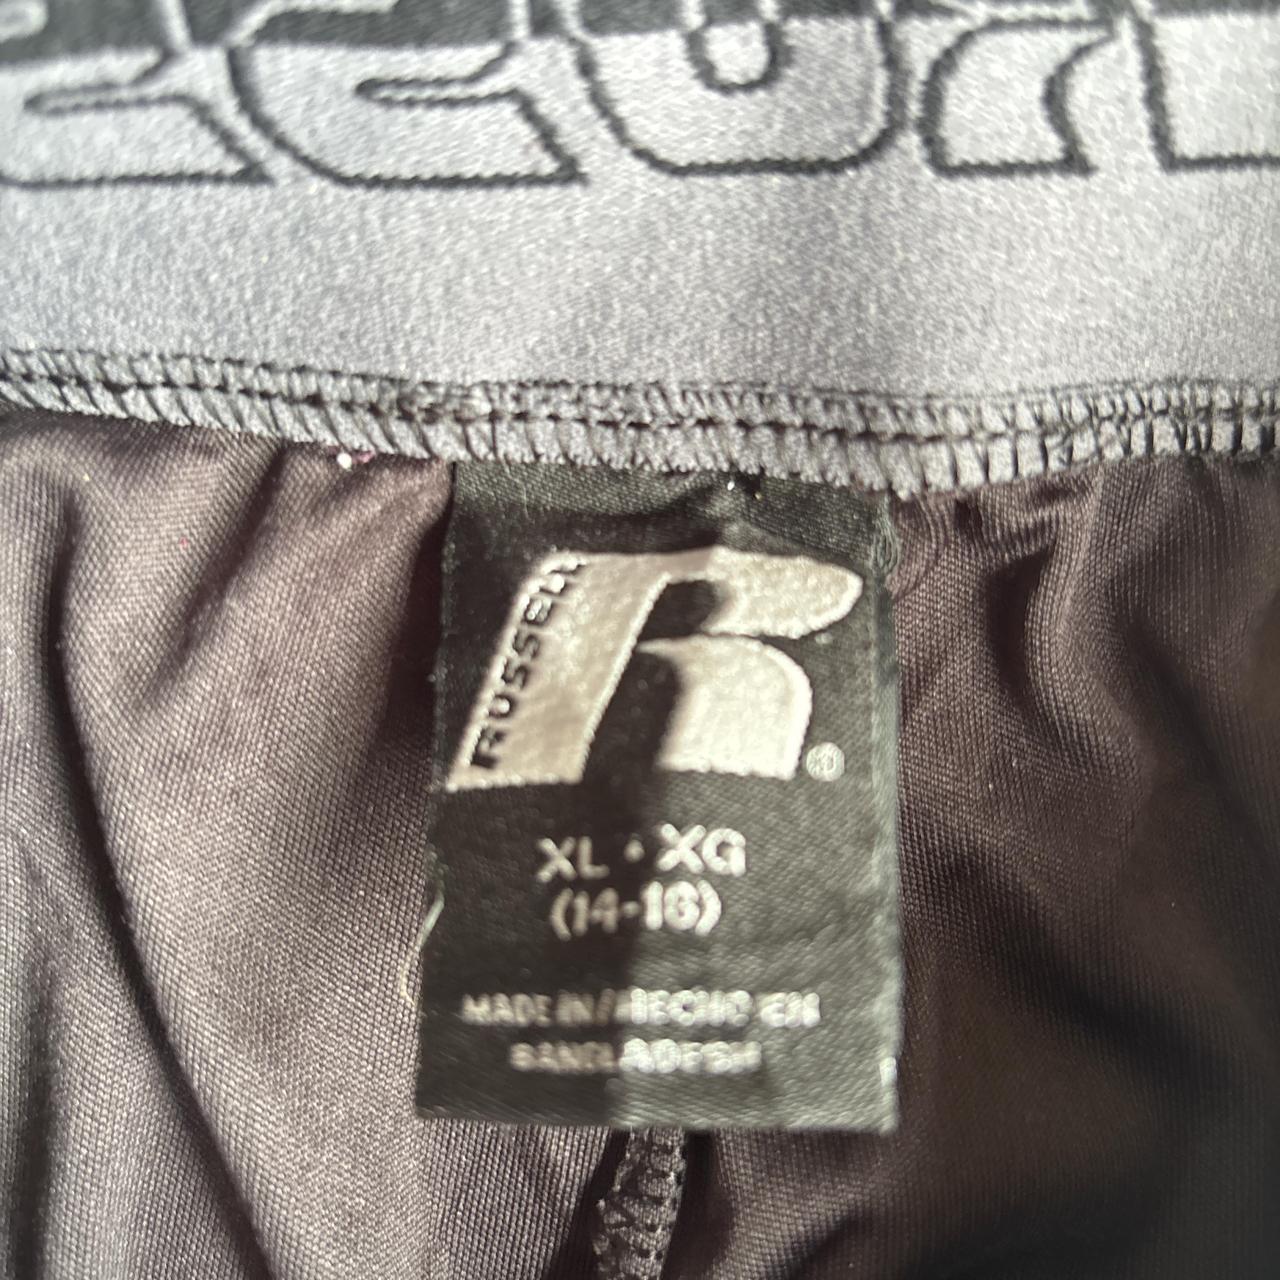 RUSSELL
R®
XL · XG
(14-16)
MADE IN/HECHO EN
BANGLADESH